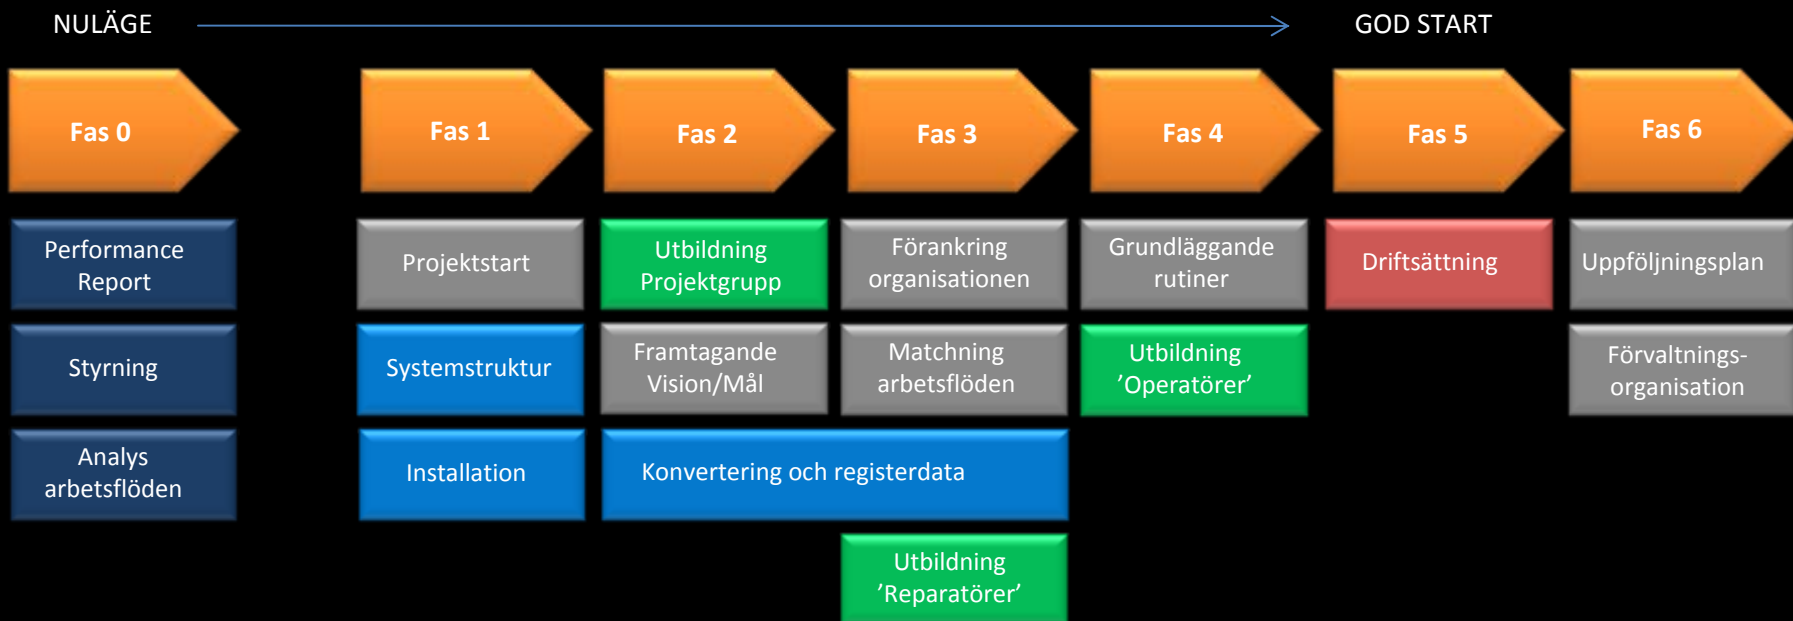 NULÄGE
GOD START
Fas 0
Fas 1
Fas 2
Fas 3
Fas 4
Fas 5
Fas 6
Performance
Report
Projektstart
Utbildning
Projektgrupp
Förankring
organisationen
Grundläggande
rutiner
Driftsättning
Uppföljningsplan
Styrning
Systemstruktur
Framtagande
Vision/Mål
Matchning
arbetsflöden
Utbildning
’Operatörer’
Förvaltnings-
organisation
Analys
arbetsflöden
Installation
Konvertering och registerdata
Utbildning
’Reparatörer’